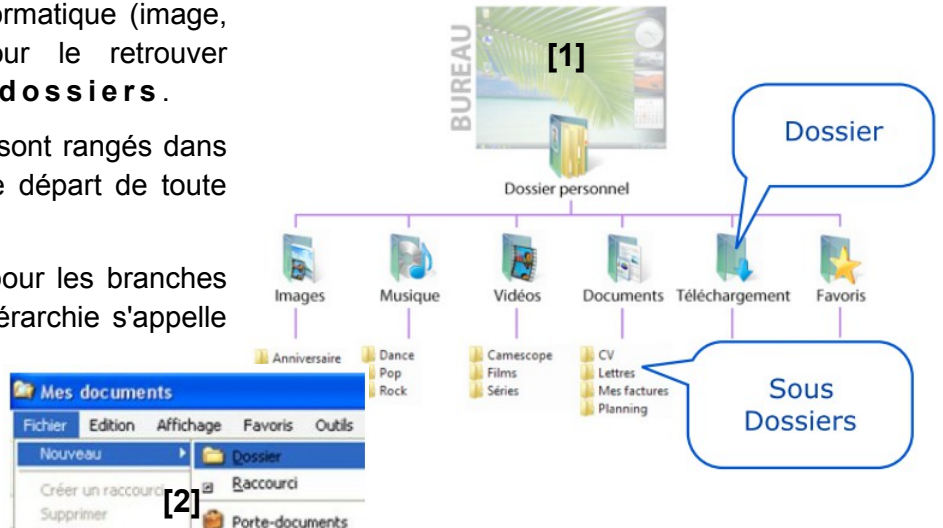 ormatique (image,
our le retrouver
dossiers.
sont rangés dans
e départ de toute
pour les branches
érarchie s'appelle
BUREAU
[1]
Dossier
Dossier personnel
Images Musique Vidéos Documents Téléchargement Favoris
Anniversaire
Dance
Pop
Rock
Camescope
Films
Séries
CV
Lettres
Mes factures
Planning
Sous
Dossiers
Mes documents
Fichier Edition Affichage Favoris Outils
Nouveau
Dossier
Créer un raccourci
Raccourci
Supprimer
[2]
Porte-documents